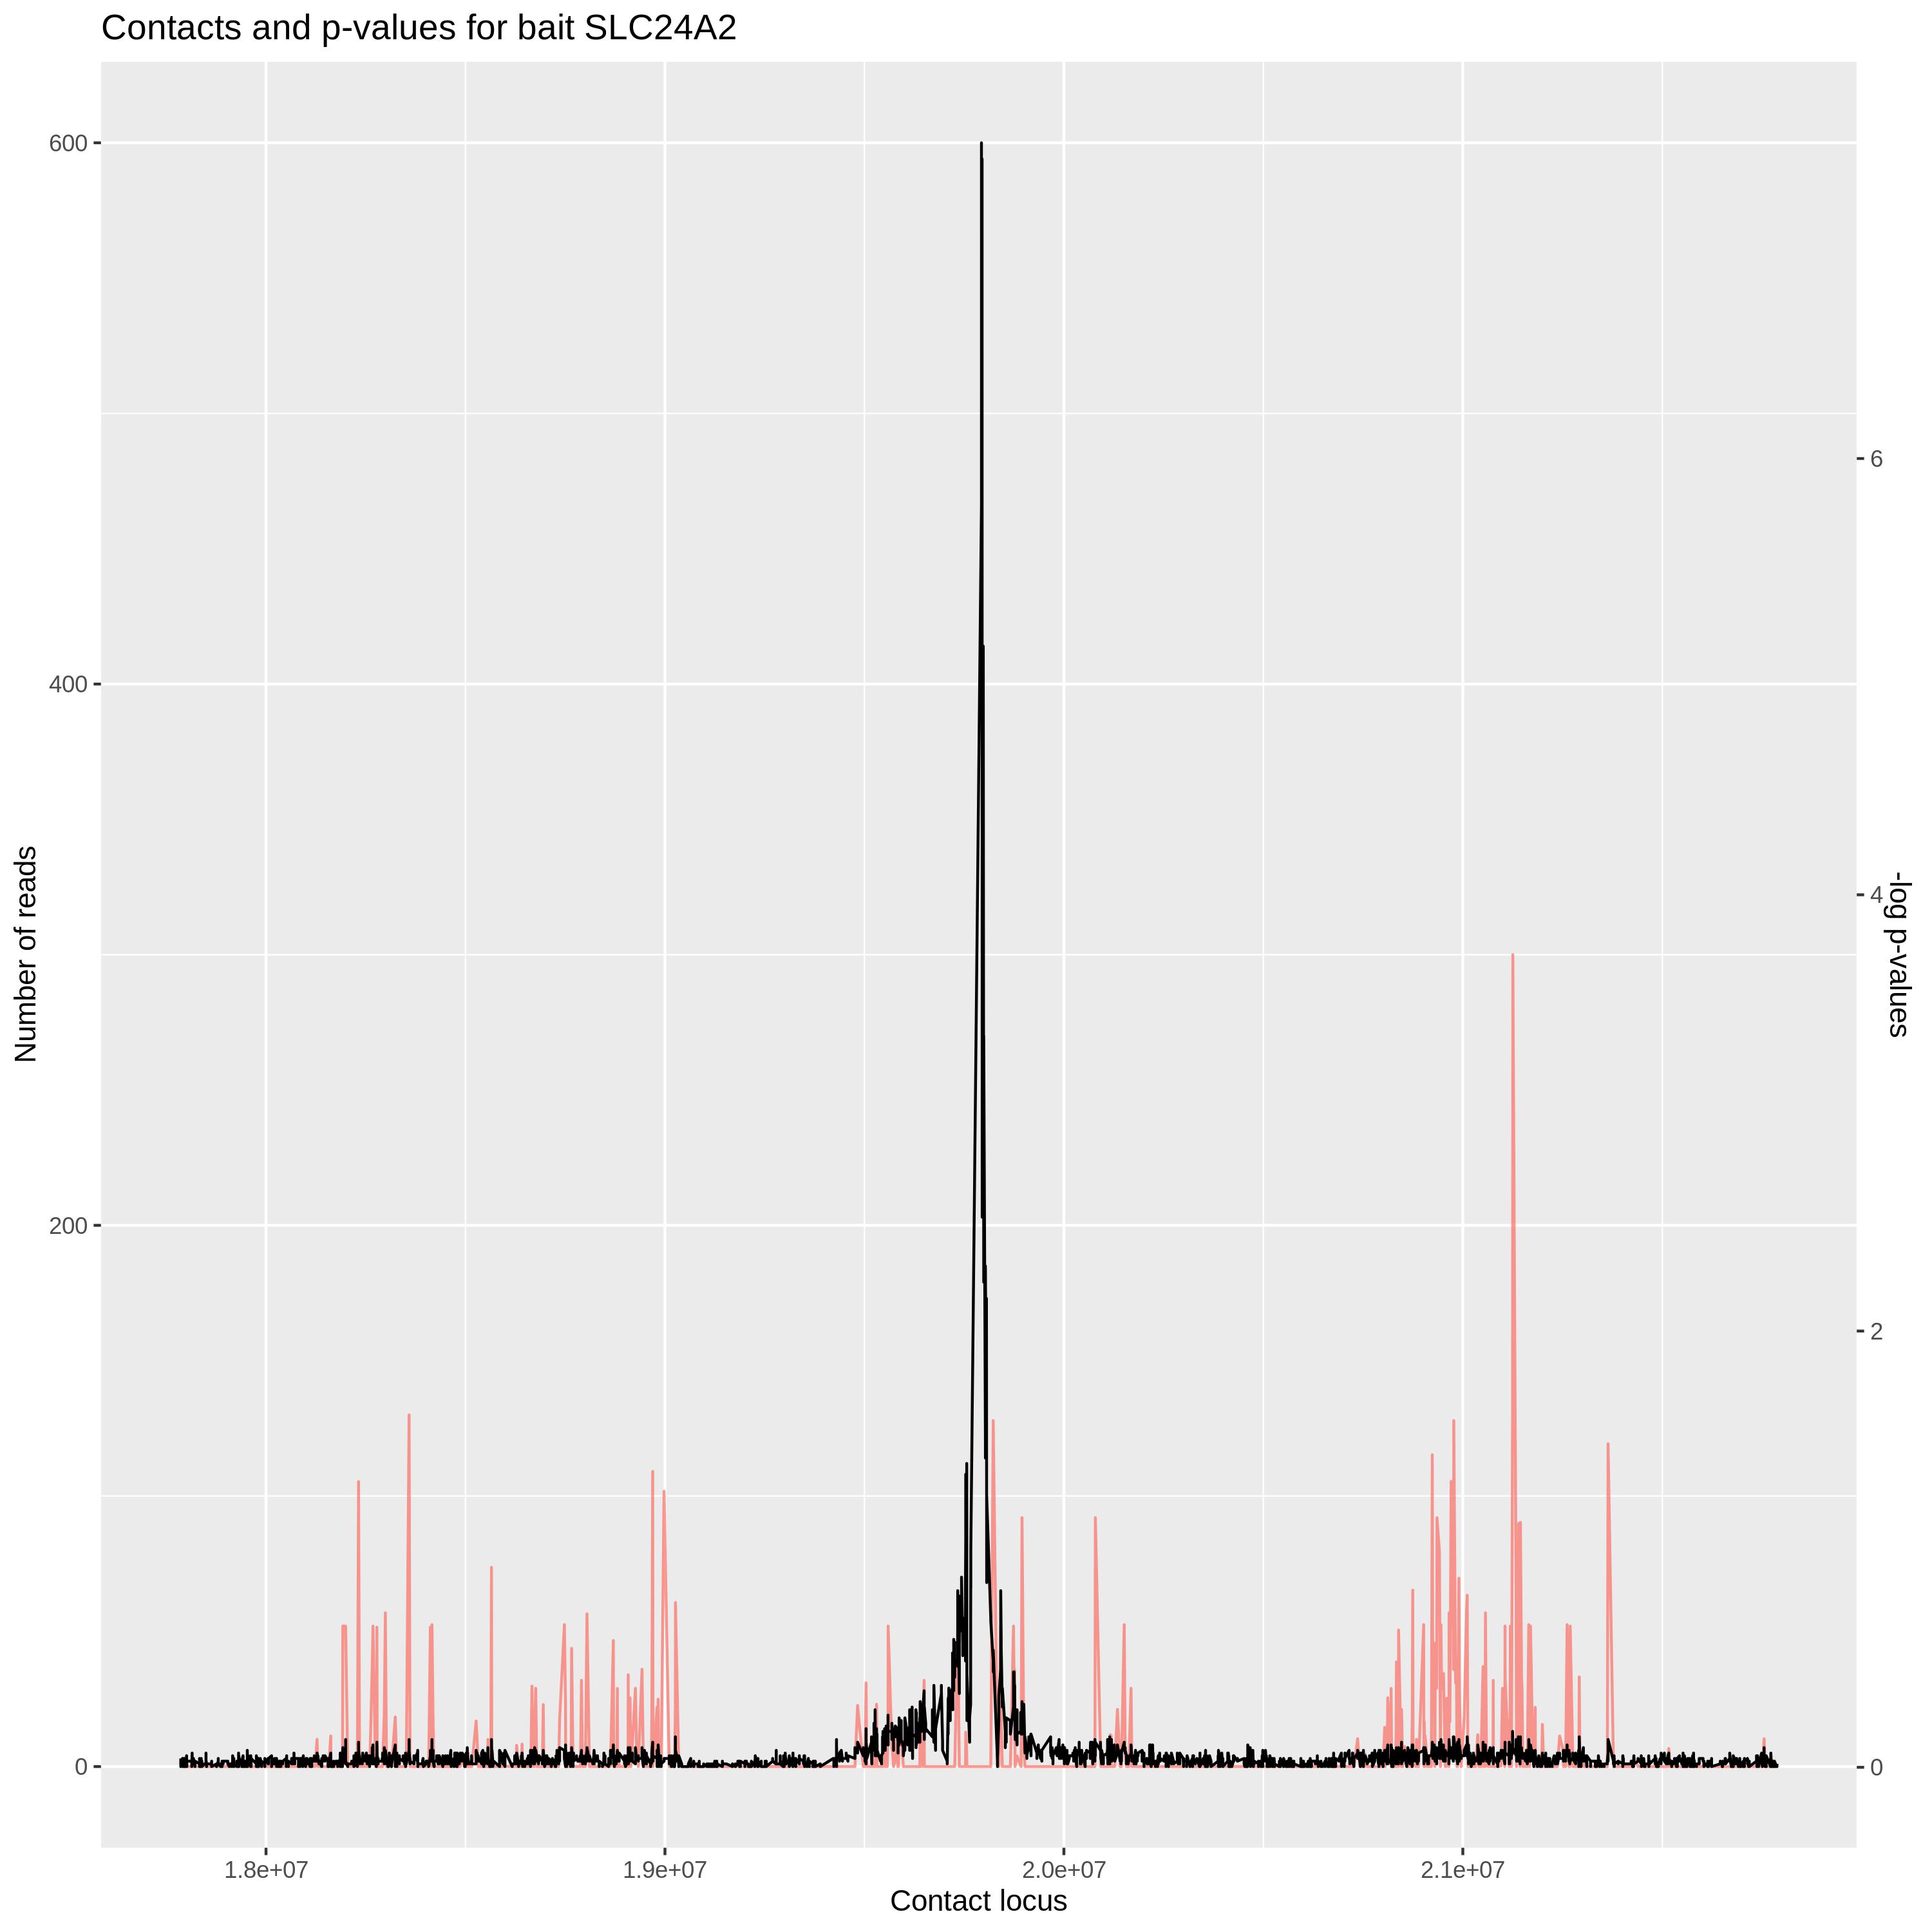 Contacts and p-values for bait SLC24A2
600
400
200
0
Number of reads
6
4
2
0
-log p-values
1.8e+07
1.9e+07
2.0e+07
2.1e+07
Contact locus